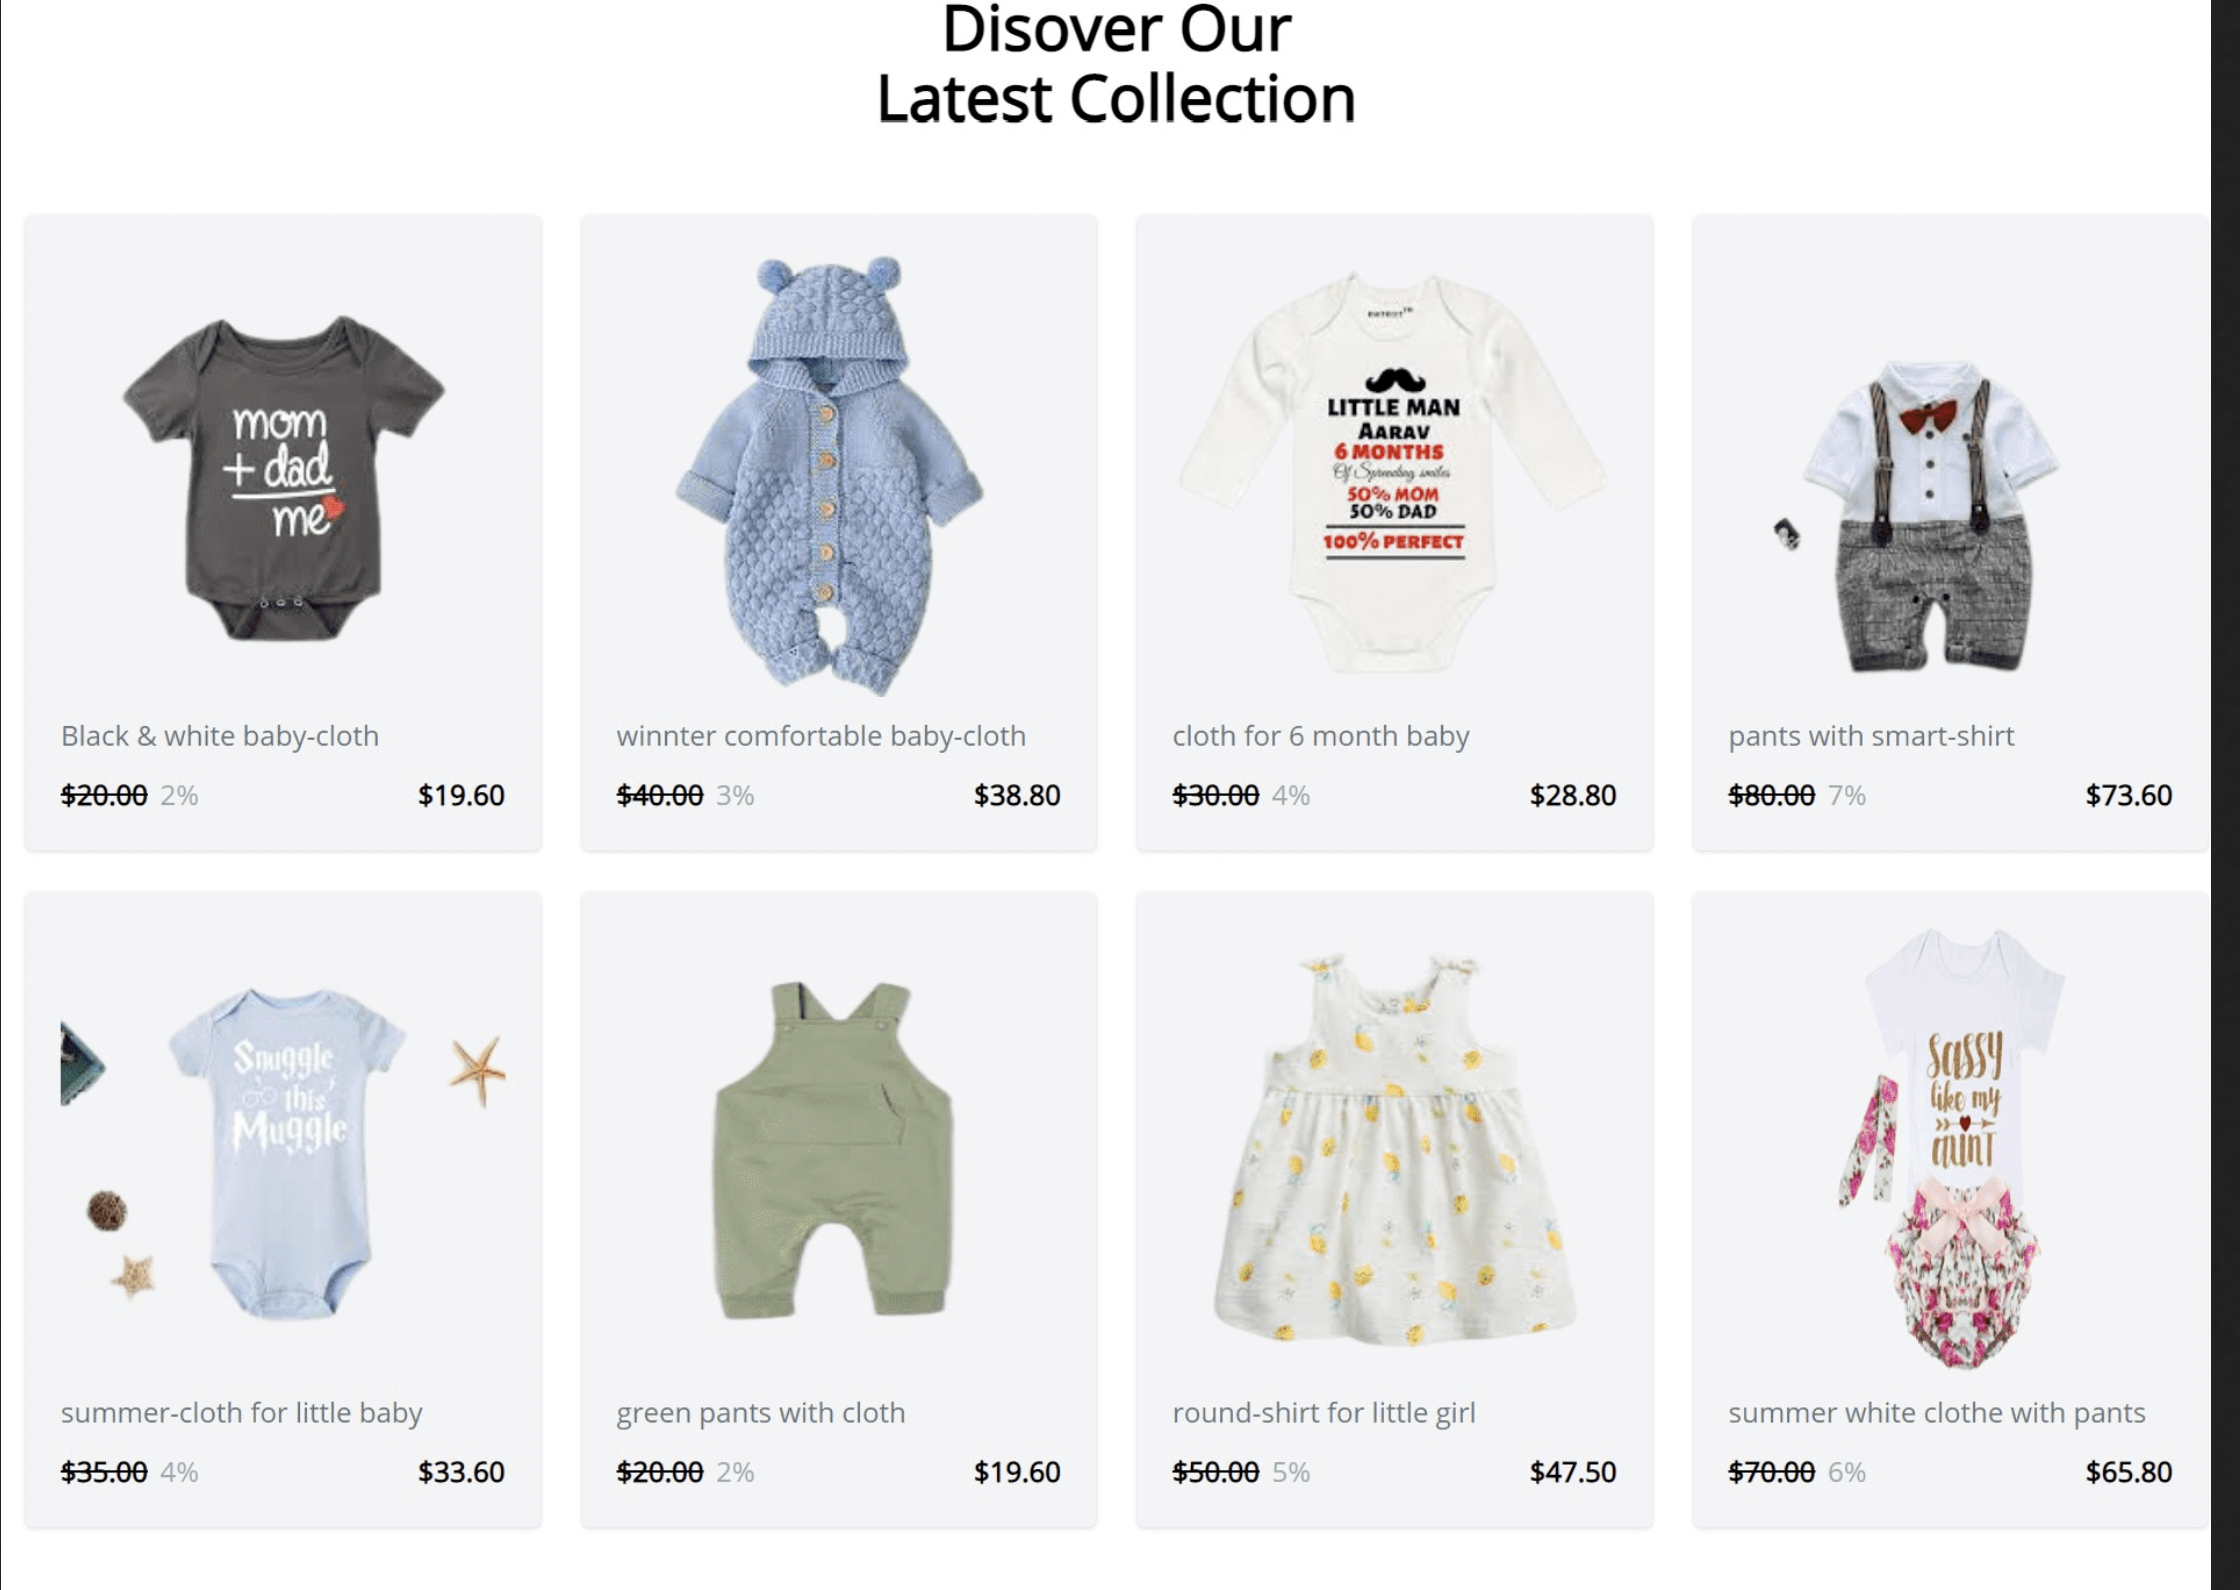 Disover Our
Latest Collection
mom
+ dad
me
LITTLE MAN
AARAV
6 MONTHS
Of Spreading smiles
50% MOM
50% DAD
100% PERFECT
Black & white baby-cloth
$20.00 2% $19.60
winnter comfortable baby-cloth
$40.00 3% $38.80
cloth for 6 month baby
$30.00 4% $28.80
pants with smart-shirt
$80.00 7% $73.60
Snuggle
this
Muggle
sassy
like my
aunt
summer-cloth for little baby
$35.00 4% $33.60
green pants with cloth
$20.00 2% $19.60
round-shirt for little girl
$50.00 5% $47.50
summer white clothe with pants
$70.00 6% $65.80